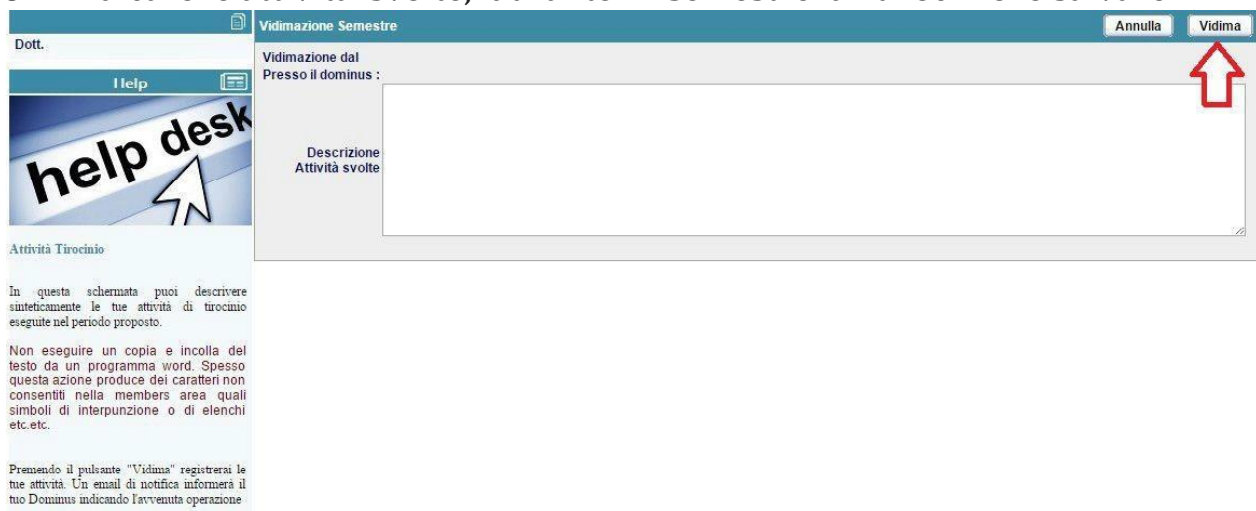 Vidimazione Semestre
Annulla
Vidima
Dott.
Vidimazione dal
Presso il dominus :
Help
help desk
Descrizione
Attività svolte
Attività Tirocinio
In questa schermata puoi descrivere
sinteticamente le tue attività di tirocinio
eseguite nel periodo proposto.
Non eseguire un copia e incolla del
testo da un programma word. Spesso
questa azione produce dei caratteri non
consentiti nella members area quali
simboli di interpunzione o di elenchi
etc.etc.
Premendo il pulsante "Vidima" registrerai le
tue attività. Un email di notifica informerà il
tuo Dominus indicando l'avvenuta operazione